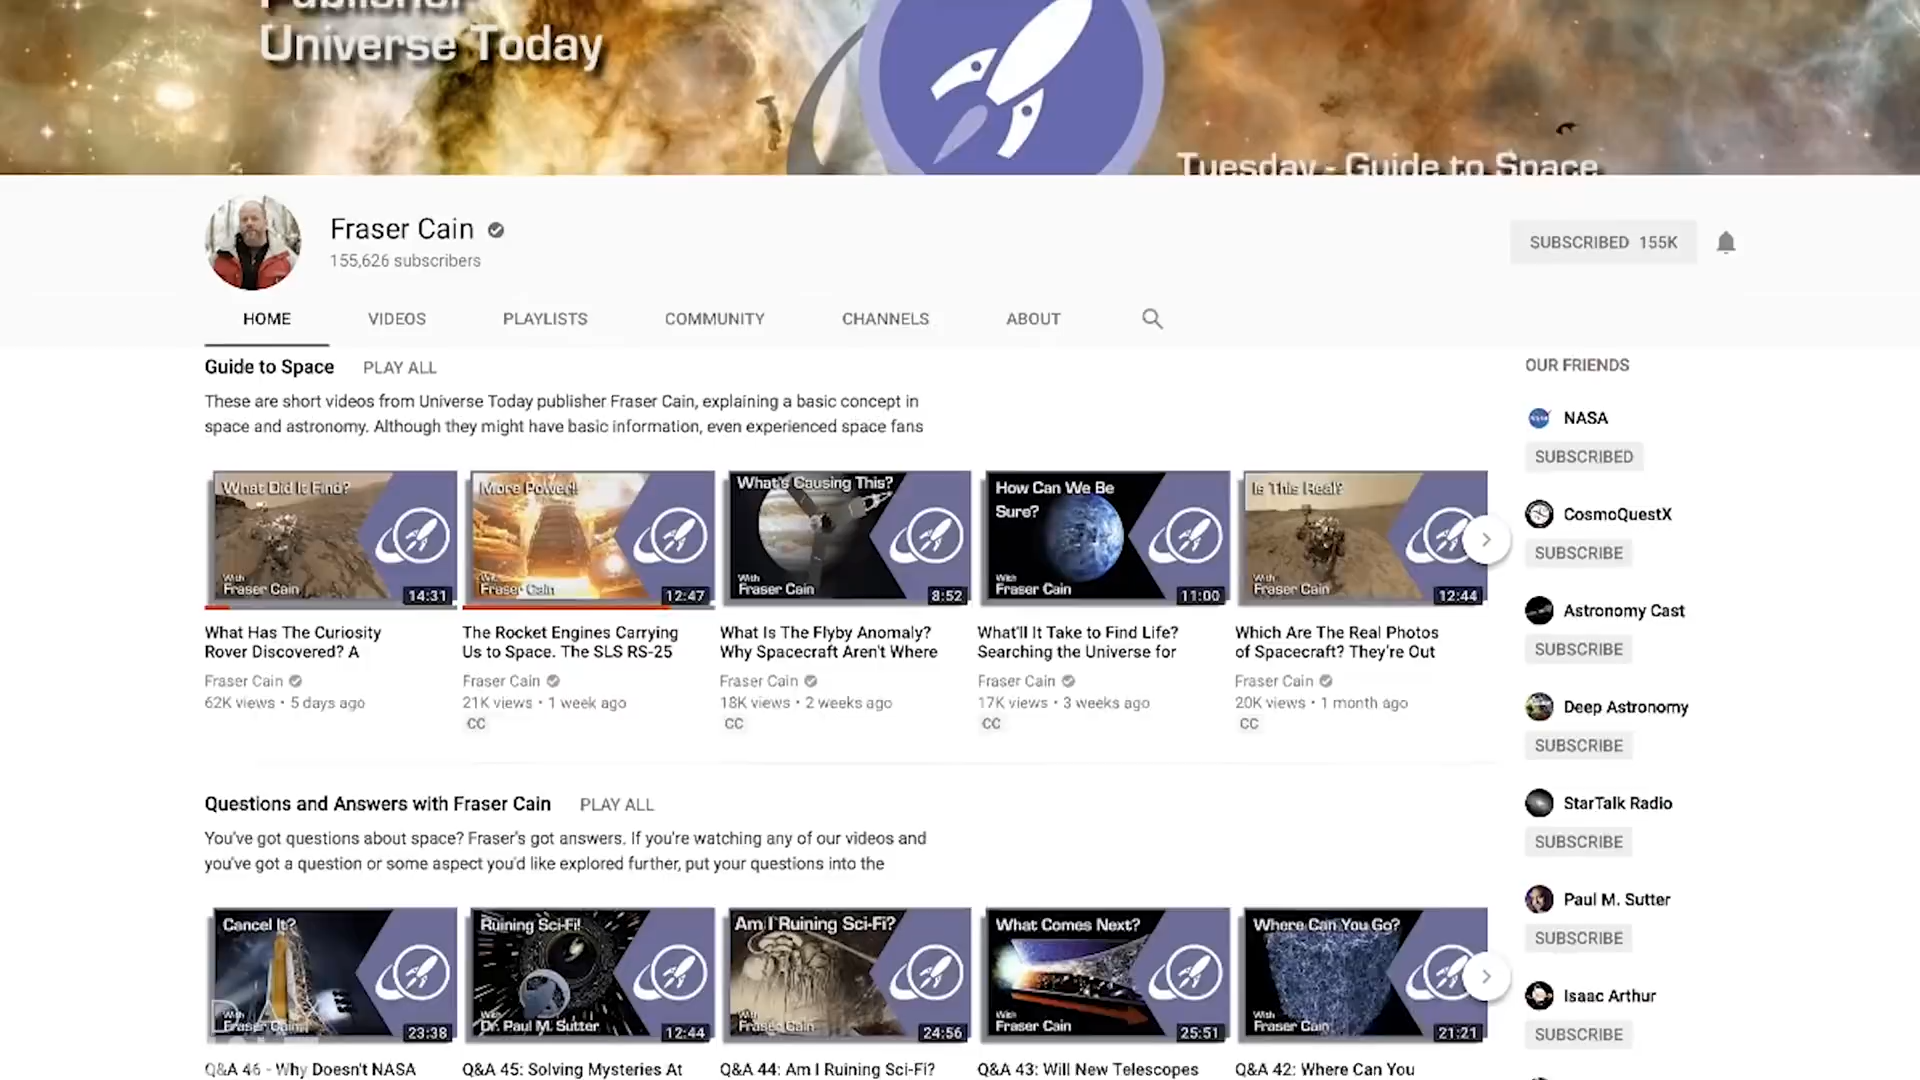 Publisher
Universe Today
Tuesday - Guide to Space
Fraser Cain
155,626 subscribers
SUBSCRIBED 155K
HOME VIDEOS PLAYLISTS COMMUNITY CHANNELS ABOUT
Guide to Space PLAY ALL
These are short videos from Universe Today publisher Fraser Cain, explaining a basic concept in
space and astronomy. Although they might have basic information, even experienced space fans
What Did It Find?
With
Fraser Cain
14:31
What Has The Curiosity
Rover Discovered? A
Fraser Cain
62K views • 5 days ago
More Power!!
With
Fraser Cain
12:47
The Rocket Engines Carrying
Us to Space. The SLS RS-25
Fraser Cain
21K views • 1 week ago
CC
What's Causing This?
With
Fraser Cain
8:52
What Is The Flyby Anomaly?
Why Spacecraft Aren't Where
Fraser Cain
18K views • 2 weeks ago
CC
How Can We Be
Sure?
With
Fraser Cain
11:00
What'll It Take to Find Life?
Searching the Universe for
Fraser Cain
17K views • 3 weeks ago
CC
Is This Real?
With
Fraser Cain
12:44
Which Are The Real Photos
of Spacecraft? They're Out
Fraser Cain
20K views • 1 month ago
CC
Questions and Answers with Fraser Cain PLAY ALL
You've got questions about space? Fraser's got answers. If you're watching any of our videos and
you've got a question or some aspect you'd like explored further, put your questions into the
Cancel It?
With
Fraser Cain
23:38
Q&A 46 - Why Doesn't NASA
Ruining Sci-Fi!
With
Dr. Paul M. Sutter
12:44
Q&A 45: Solving Mysteries At
Am I Ruining Sci-Fi?
With
Fraser Cain
24:56
Q&A 44: Am I Ruining Sci-Fi?
What Comes Next?
With
Fraser Cain
25:51
Q&A 43: Will New Telescopes
Where Can You Go?
With
Fraser Cain
21:21
Q&A 42: Where Can You
OUR FRIENDS
NASA
SUBSCRIBED
CosmoQuestX
SUBSCRIBE
Astronomy Cast
SUBSCRIBE
Deep Astronomy
SUBSCRIBE
StarTalk Radio
SUBSCRIBE
Paul M. Sutter
SUBSCRIBE
Isaac Arthur
SUBSCRIBE